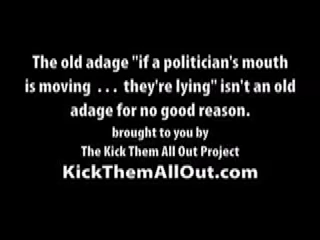 The old adage "if a politician's mouth
is moving . . . they're lying" isn't an old
adage for no good reason.
brought to you by
The Kick Them All Out Project
KickThemAllOut.com